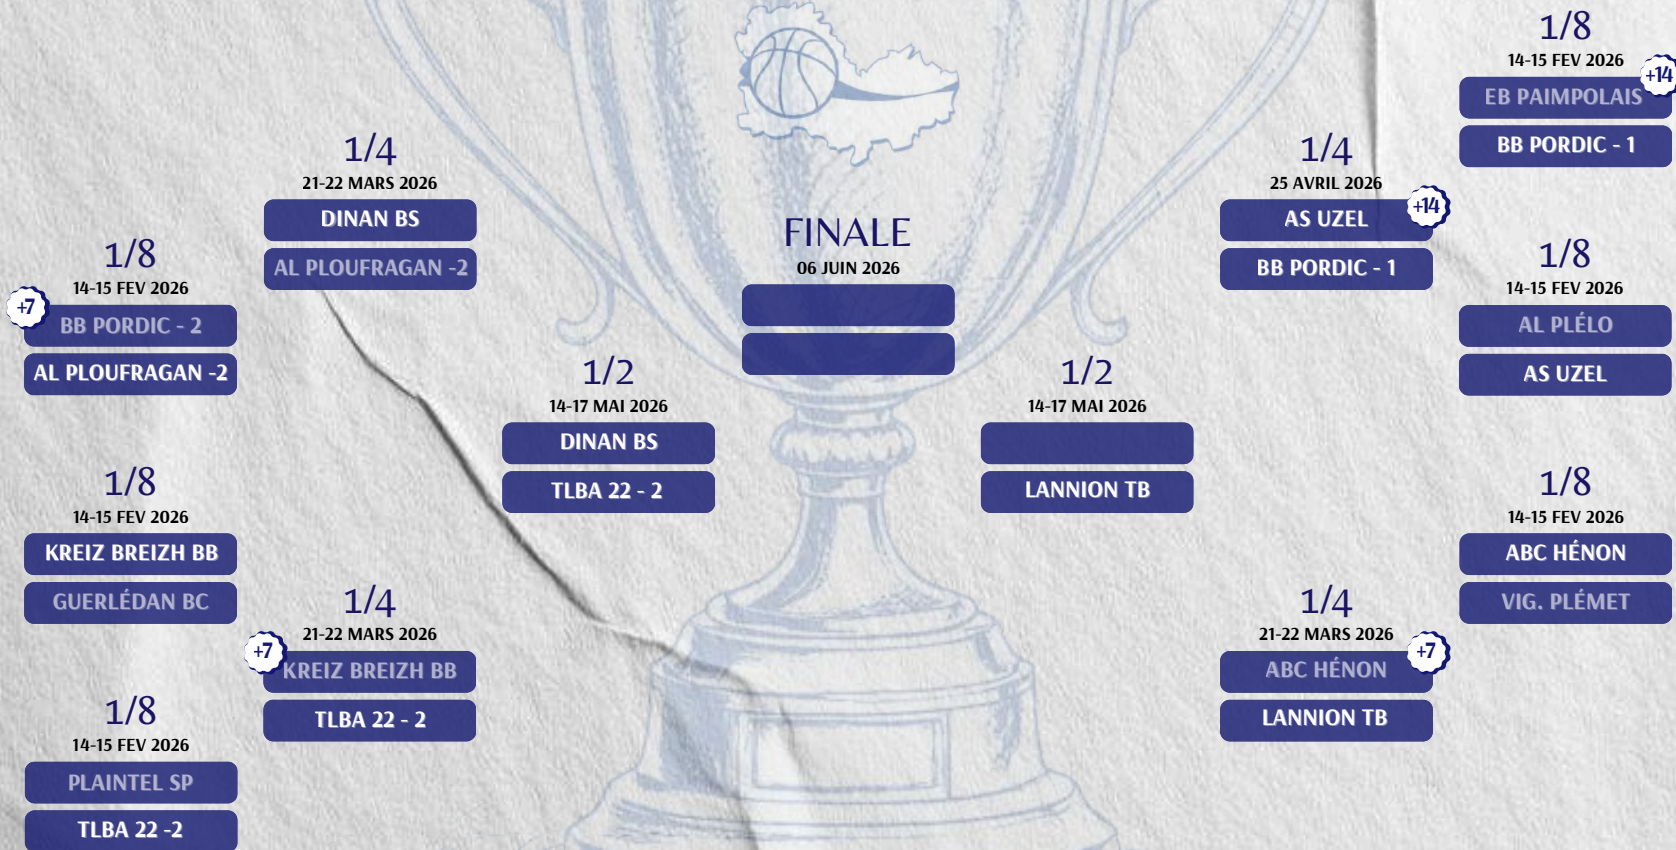 1/8
14-15 FEV 2026
+7
BB PORDIC - 2
AL PLOUFRAGAN -2
1/8
14-15 FEV 2026
KREIZ BREIZH BB
GUERLÉDAN BC
1/8
14-15 FEV 2026
PLAINTEL SP
TLBA 22 -2
1/4
21-22 MARS 2026
DINAN BS
AL PLOUFRAGAN -2
1/4
21-22 MARS 2026
+7
KREIZ BREIZH BB
TLBA 22 - 2
1/2
14-17 MAI 2026
DINAN BS
TLBA 22 - 2
FINALE
06 JUIN 2026
1/2
14-17 MAI 2026
LANNION TB
1/4
25 AVRIL 2026
+14
AS UZEL
BB PORDIC - 1
1/4
21-22 MARS 2026
+7
ABC HÉNON
LANNION TB
1/8
14-15 FEV 2026
+14
EB PAIMPOLAIS
BB PORDIC - 1
1/8
14-15 FEV 2026
AL PLÉLO
AS UZEL
1/8
14-15 FEV 2026
ABC HÉNON
VIG. PLÉMET